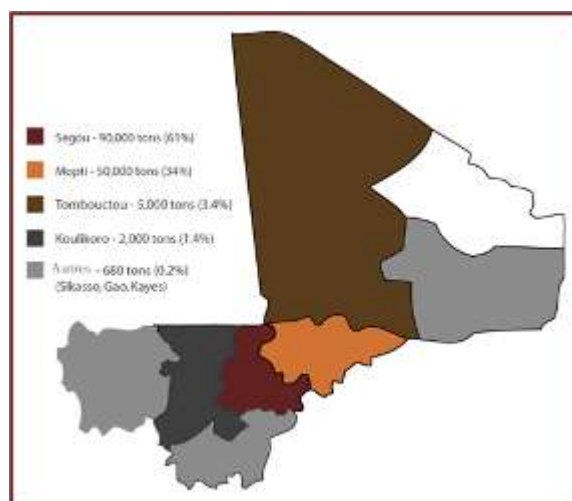 Segou - 90,000 tons (61%)
Mopti - 50,000 tons (34%)
Tombouctou - 5,000 tons (3.4%)
Koulikoro - 2,000 tons (1.4%)
Autres - 680 tons (0.2%)
(Sikasso, Gao, Kayes)